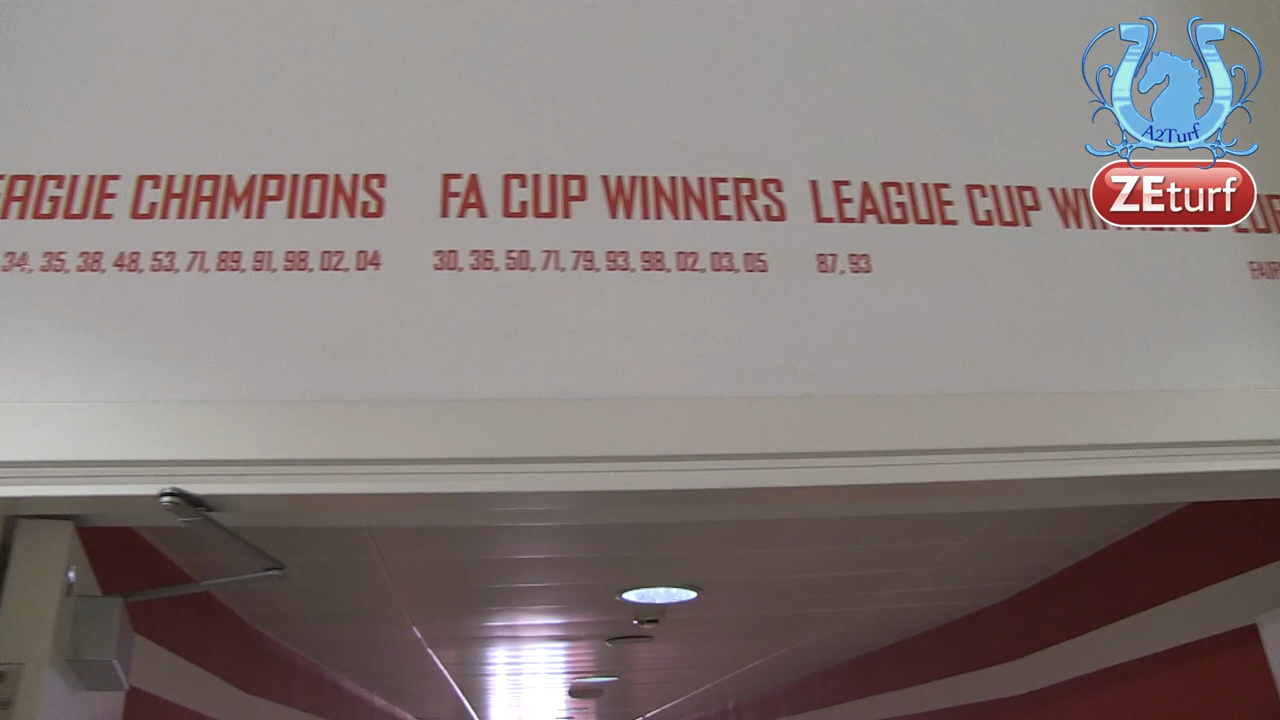 EAGUE CHAMPIONS FA CUP WINNERS LEAGUE CUP WINNERS
34, 35, 38, 48, 53, 71, 89, 91, 98, 02, 04 30, 36, 50, 71, 79, 93, 98, 02, 03, 05 87, 93
A2Turf
ZEturf